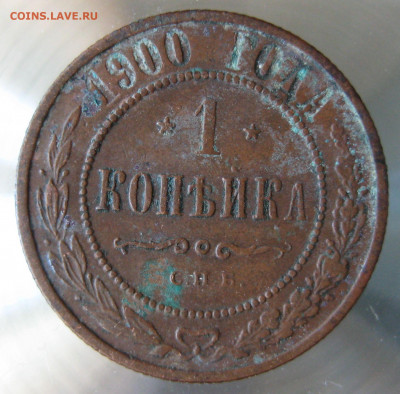 COINS.LAVE.RU
1900 ГОДА
* 1 *
КОПѢЙКА
С.П.Б.